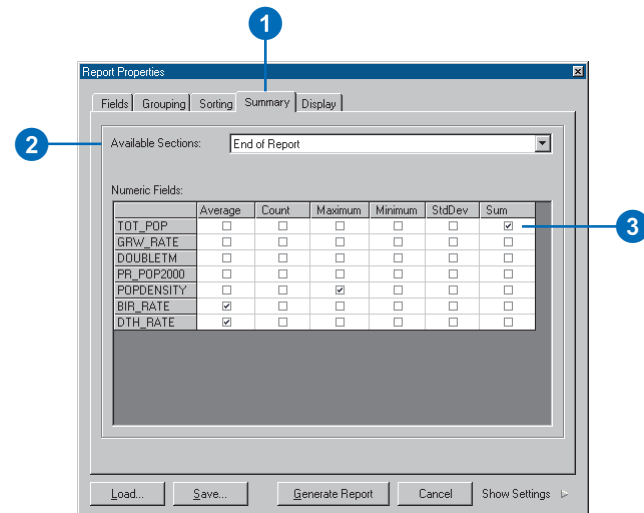 1
Report Properties
Fields Grouping Sorting Summary Display
2
Available Sections: End of Report
Numeric Fields:
Average Count Maximum Minimum StdDev Sum
TOT_POP
3
GRW_RATE
DOUBLETM
PR_POP2000
POPDENSITY
BIR_RATE
DTH_RATE
Load... Save... Generate Report Cancel Show Settings